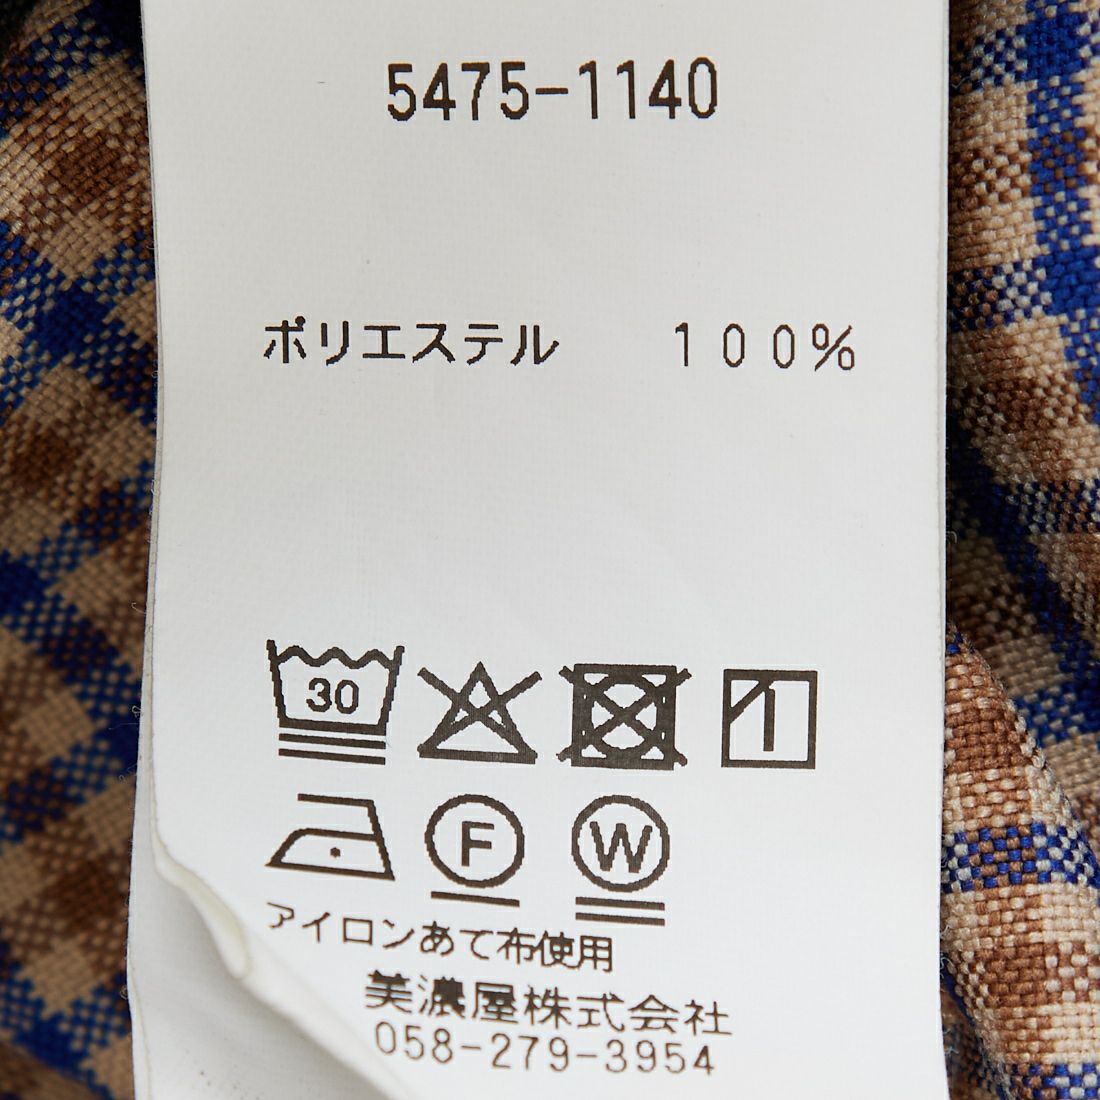 5475-1140
ポリエステル 100%
30
F W
アイロンあて布使用
美濃屋株式会社
058-279-3954